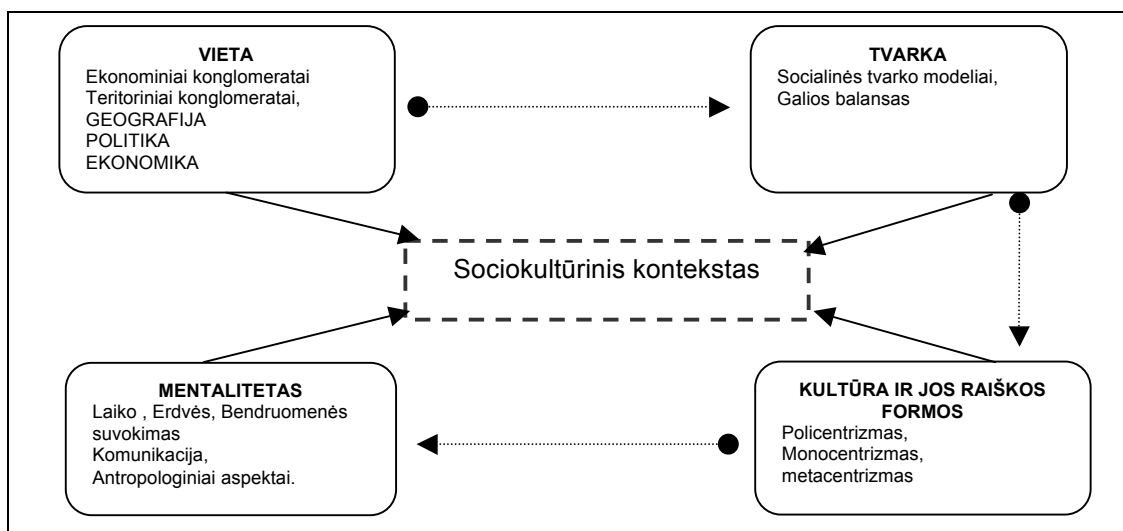 VIETA
Ekonominiai konglomeratai
Teritoriniai konglomeratai,
GEOGRAFIJA
POLITIKA
EKONOMIKA
TVARKA
Socialinės tvarko modeliai,
Galios balansas
Sociokultūrinis kontekstas
MENTALITETAS
Laiko , Erdvės, Bendruomenės
suvokimas
Komunikacija,
Antropologiniai aspektai.
KULTŪRA IR JOS RAIŠKOS
FORMOS
Policentrizmas,
Monocentrizmas,
metacentrizmas